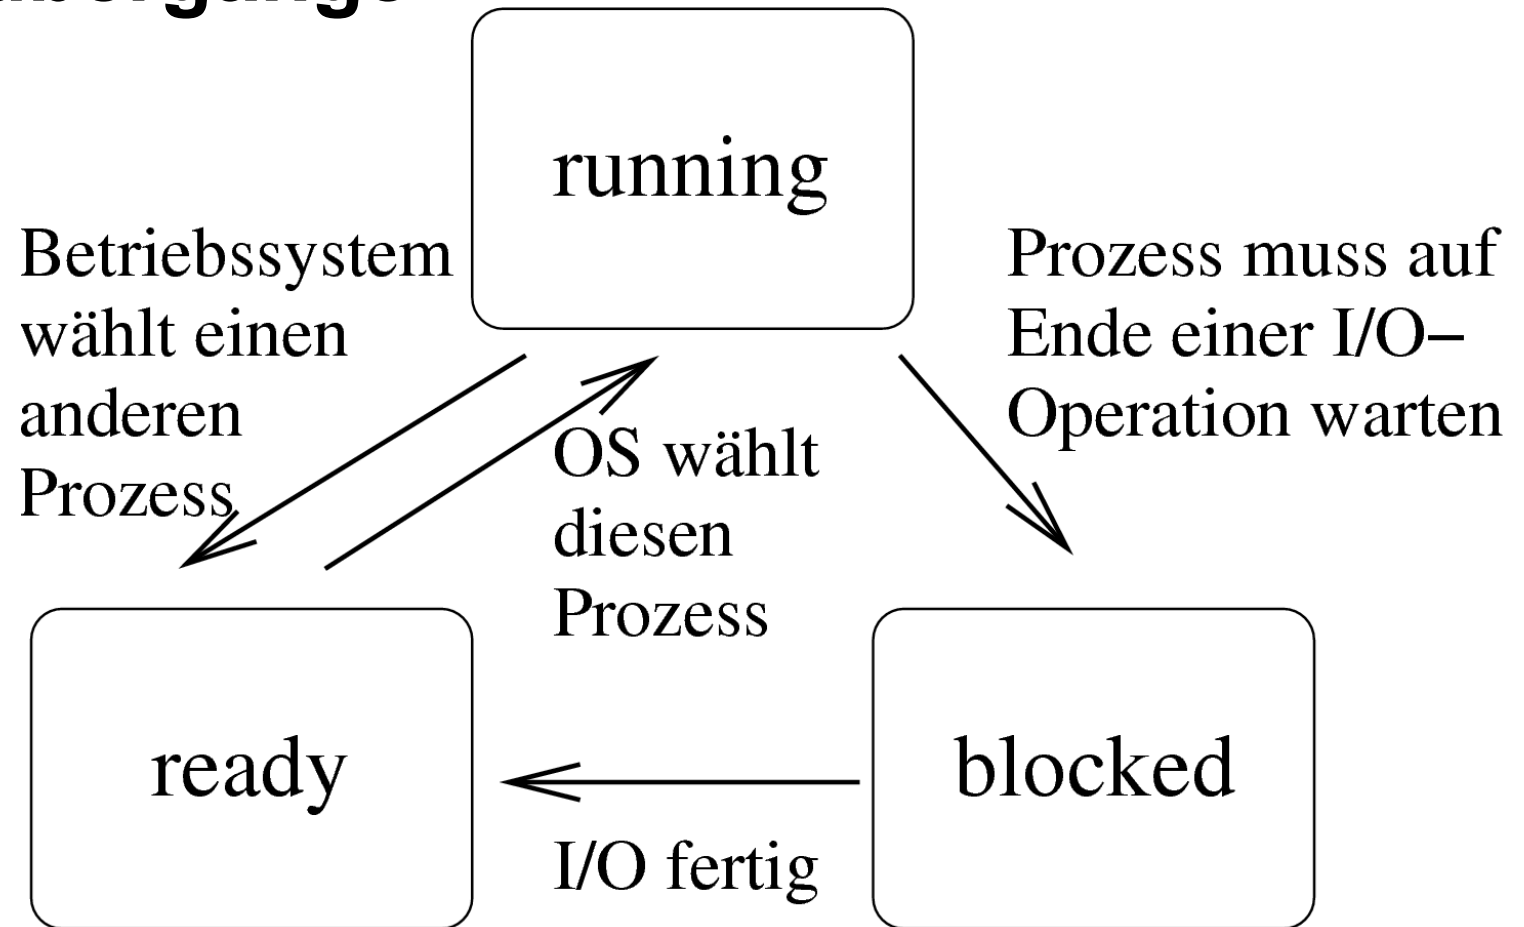 running
Betriebssystem
wählt einen
anderen
Prozess
Prozess muss auf
Ende einer I/O–
Operation warten
OS wählt
diesen
Prozess
ready
blocked
I/O fertig